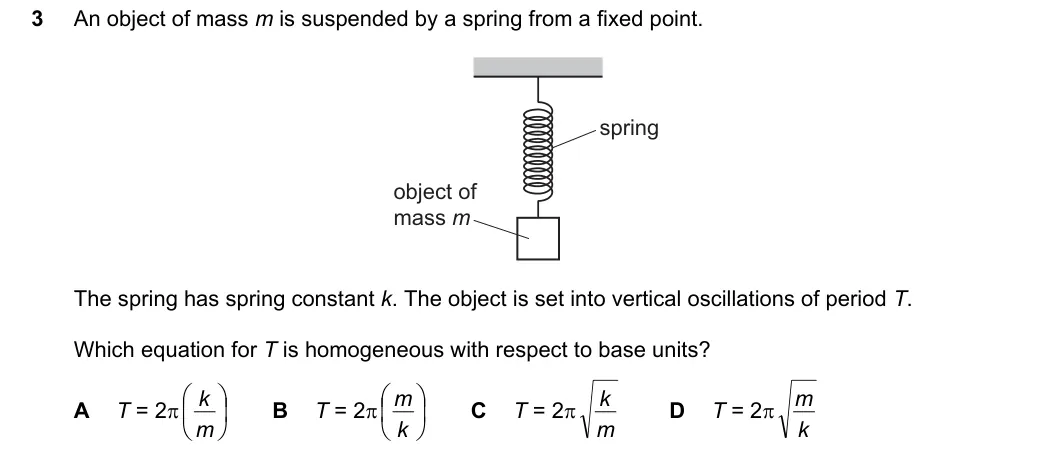 3 An object of mass m is suspended by a spring from a fixed point.
spring
object of
mass m
The spring has spring constant k. The object is set into vertical oscillations of period T.
Which equation for T is homogeneous with respect to base units?
A T = 2π(k/m) B T = 2π(m/k) C T = 2π√(k/m) D T = 2π√(m/k)